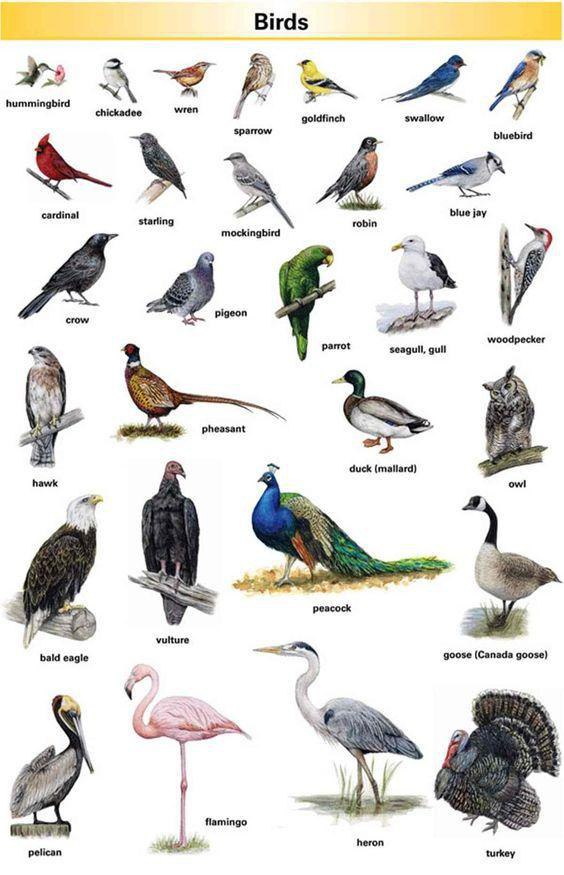 Birds
hummingbird
chickadee
wren
sparrow
goldfinch
swallow
bluebird
cardinal
starling
mockingbird
robin
blue jay
crow
pigeon
parrot
seagull, gull
woodpecker
hawk
pheasant
duck (mallard)
owl
bald eagle
vulture
peacock
goose (Canada goose)
pelican
flamingo
heron
turkey